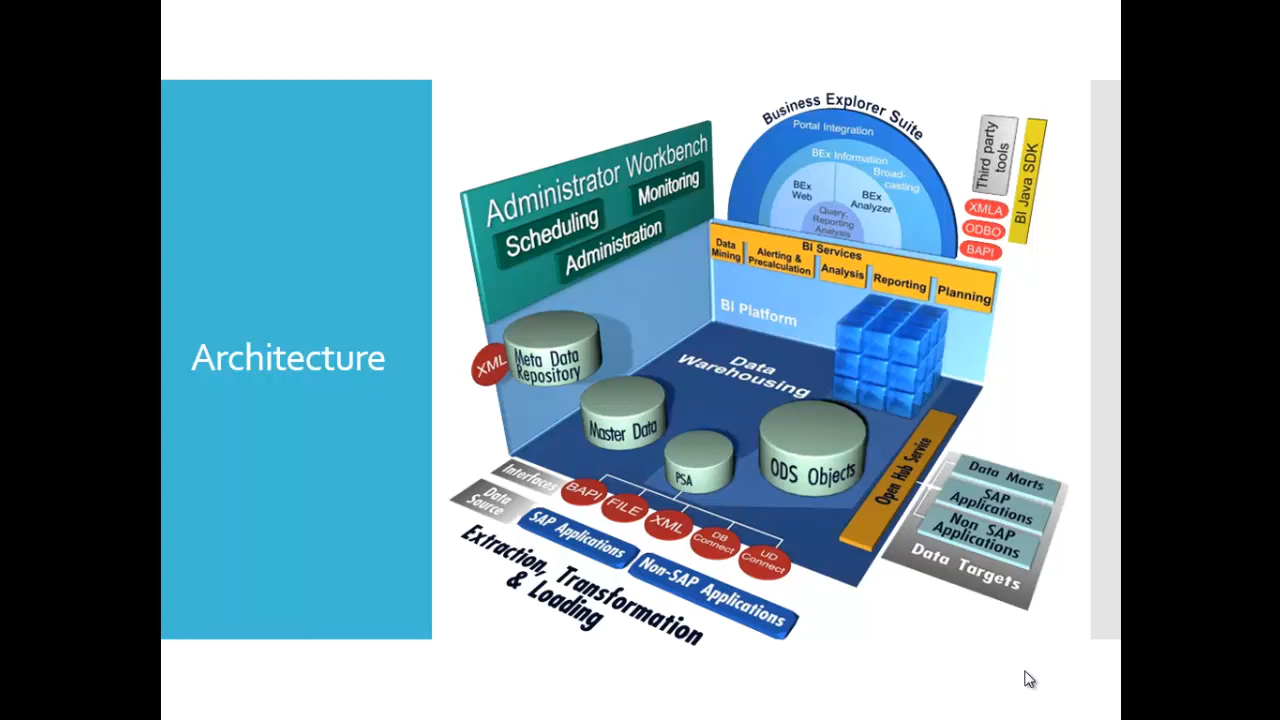 Architecture
Business Explorer Suite
Portal Integration
BEx Information
Broad-
casting
BEx
Web
BEx
Analyzer
Query,
Reporting
Analysis
Third party
tools
BI Java SDK
XMLA
ODBO
BAPI
Administrator Workbench
Scheduling
Monitoring
Administration
BI Services
Data
Mining
Alerting &
Precalculation
Analysis
Reporting
Planning
BI Platform
Data
Warehousing
XML
Meta Data
Repository
Master Data
PSA
ODS Objects
Open Hub Service
Data Marts
SAP
Applications
Non SAP
Applications
Data Targets
Interfaces
BAPI
FILE
XML
DB
Connect
UD
Connect
Data
Source
SAP Applications
Non-SAP Applications
Extraction, Transformation
& Loading